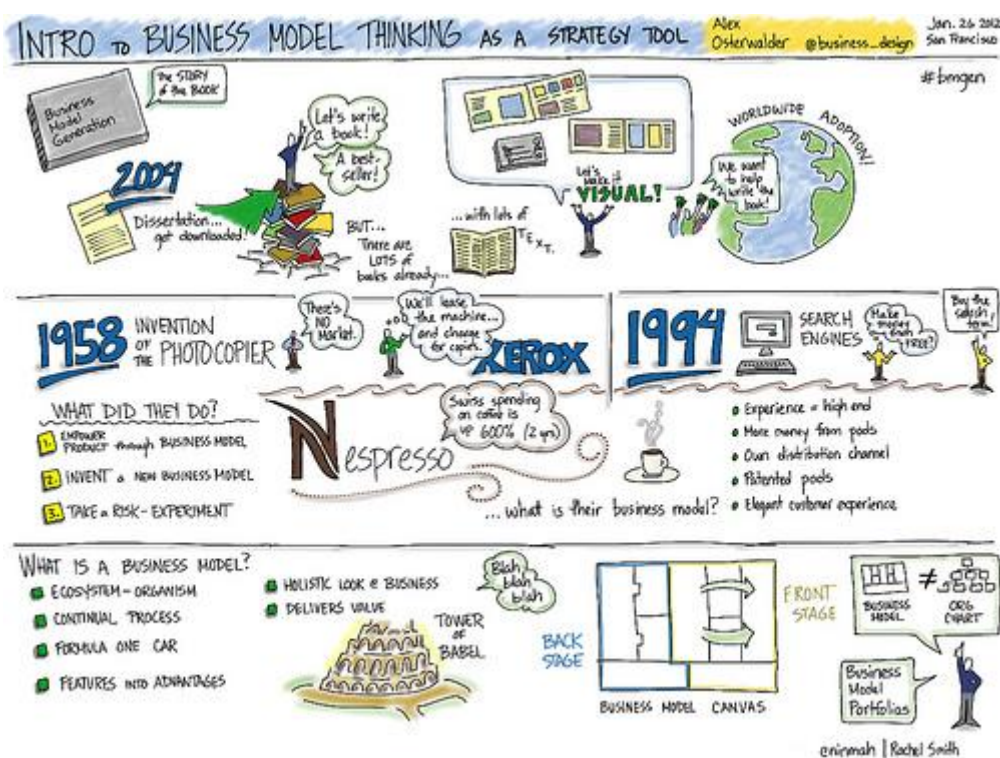 INTRO to BUSINESS MODEL THINKING AS A STRATEGY TOOL
Alex
Osterwalder @business_design
Jan. 26 2012
San Francisco
#bmgen
Business
Model
Generation
the STORY
of the BOOK
2004
Dissertation...
get downloaded!
Let's write
a book!
A best-
seller!
BUT...
There are
LOTS of
books already...
...with lots of
TEXT.
Let's
make it
VISUAL!
WORLDWIDE ADOPTION!
We want
to help
write the
book!
1958
INVENTION
OF
THE PHOTOCOPIER
There's
NO
Market.
We'll lease
the machine...
and charge
for copies.
XEROX
WHAT DID THEY DO?
1. EMPOWER
PRODUCT through BUSINESS MODEL
2. INVENT a NEW BUSINESS MODEL
3. TAKE a RISK - EXPERIMENT
1994
SEARCH
ENGINES
Make
money
from
FREE?
Buy the
search
term!
Nespresso
Swiss spending
on coffee is
up 600% (2 yrs)
... what is their business model?
Experience = high end
More money from pods
Own distribution channel
Patented pods
Elegant customer experience
WHAT IS A BUSINESS MODEL?
ECOSYSTEM - ORGANISM
CONTINUAL PROCESS
FORMULA ONE CAR
FEATURES INTO ADVANTAGES
HOLISTIC LOOK @ BUSINESS
DELIVERS VALUE
Blah
blah
blah
TOWER
OF
BABEL
BACK
STAGE
FRONT
STAGE
BUSINESS MODEL CANVAS
BUSINESS
MODEL
≠
ORG
CHART
Business
Model
Portfolios
@ninmah | Rachel Smith